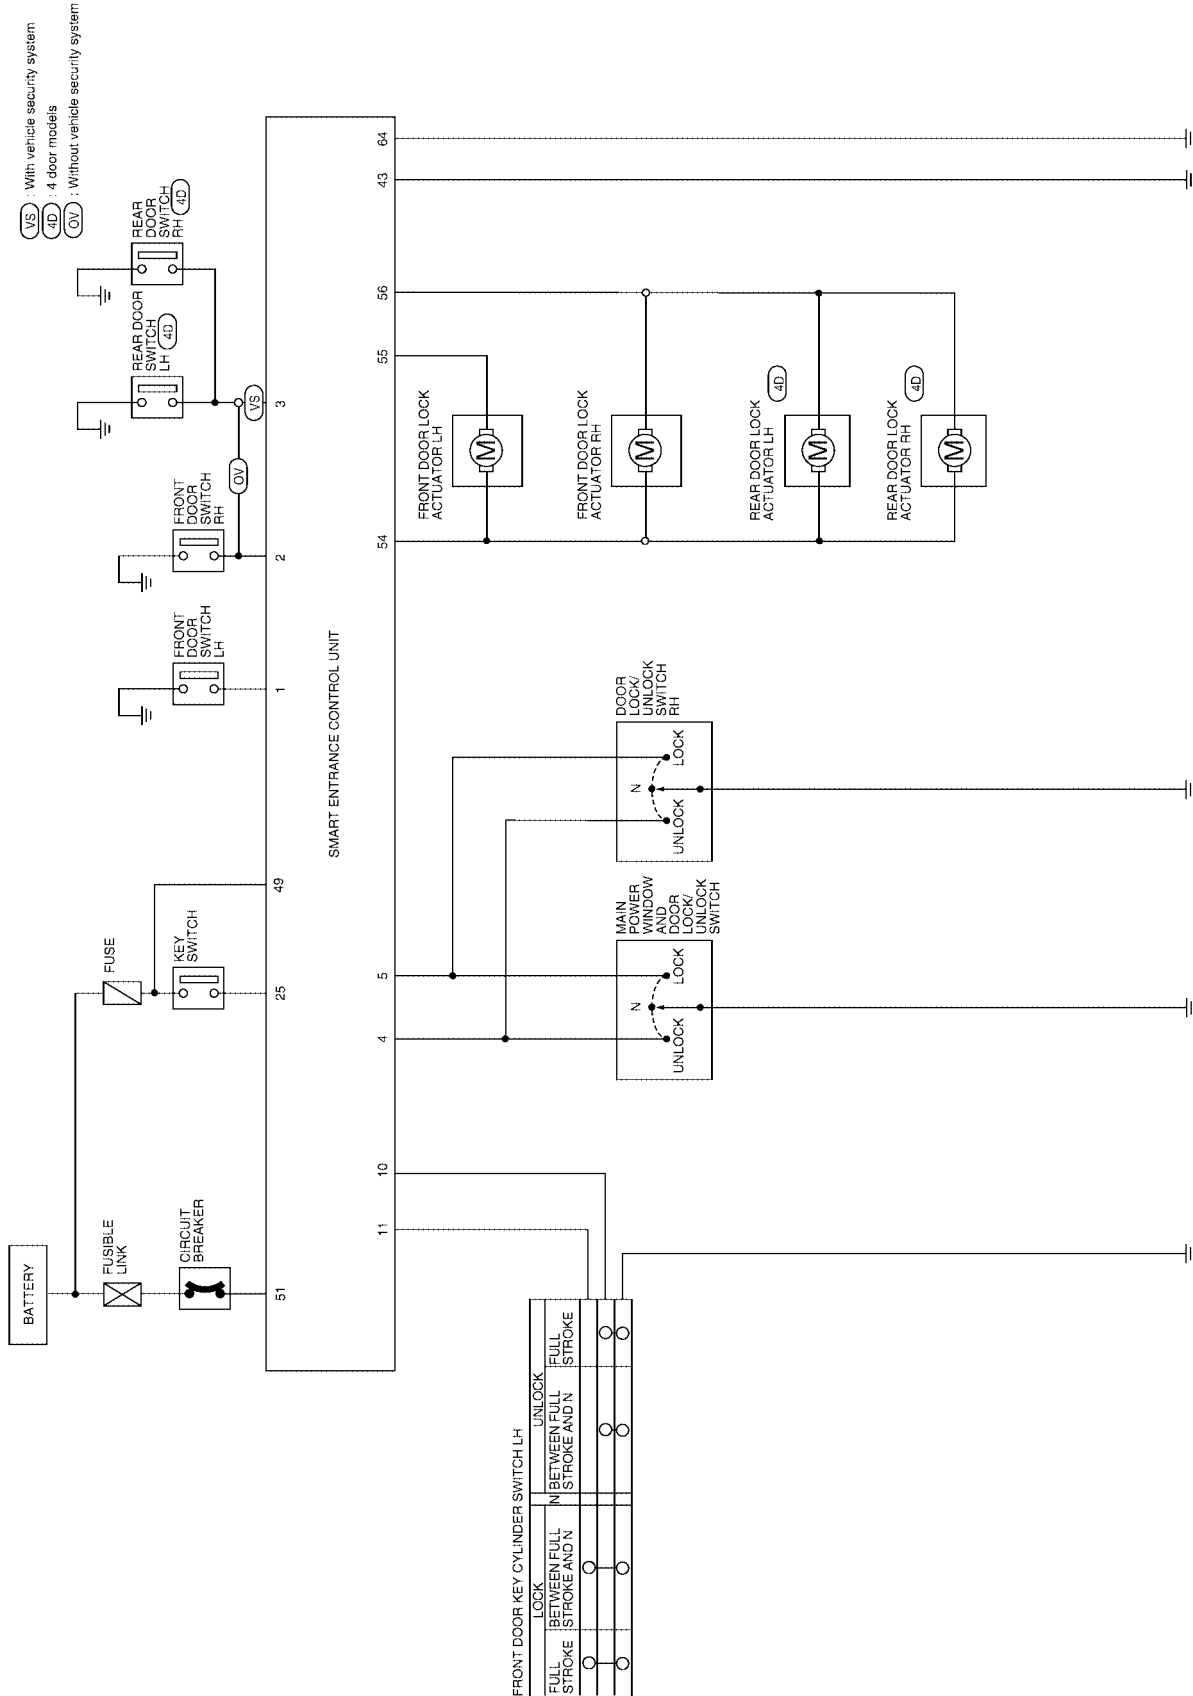 VS : With vehicle security system
4D : 4 door models
OV : Without vehicle security system
BATTERY
FUSIBLE
LINK
CIRCUIT
BREAKER
FUSE
KEY
SWITCH
FRONT
DOOR
SWITCH
LH
FRONT
DOOR
SWITCH
RH
OV
REAR DOOR
SWITCH
LH 4D
REAR
DOOR
SWITCH
RH 4D
VS
51
25
49
1
2
3
SMART ENTRANCE CONTROL UNIT
11
10
4
5
54
55
56
43
64
FRONT DOOR LOCK
ACTUATOR LH
M
FRONT DOOR LOCK
ACTUATOR RH
M
REAR DOOR LOCK
ACTUATOR LH
4D
M
REAR DOOR LOCK
ACTUATOR RH
4D
M
MAIN
POWER
WINDOW
AND
DOOR
LOCK/
UNLOCK
SWITCH
N
UNLOCK
LOCK
DOOR
LOCK/
UNLOCK
SWITCH
RH
N
UNLOCK
LOCK
FRONT DOOR KEY CYLINDER SWITCH LH
LOCK
N
UNLOCK
FULL
STROKE
BETWEEN FULL
STROKE AND N
BETWEEN FULL
STROKE AND N
FULL
STROKE